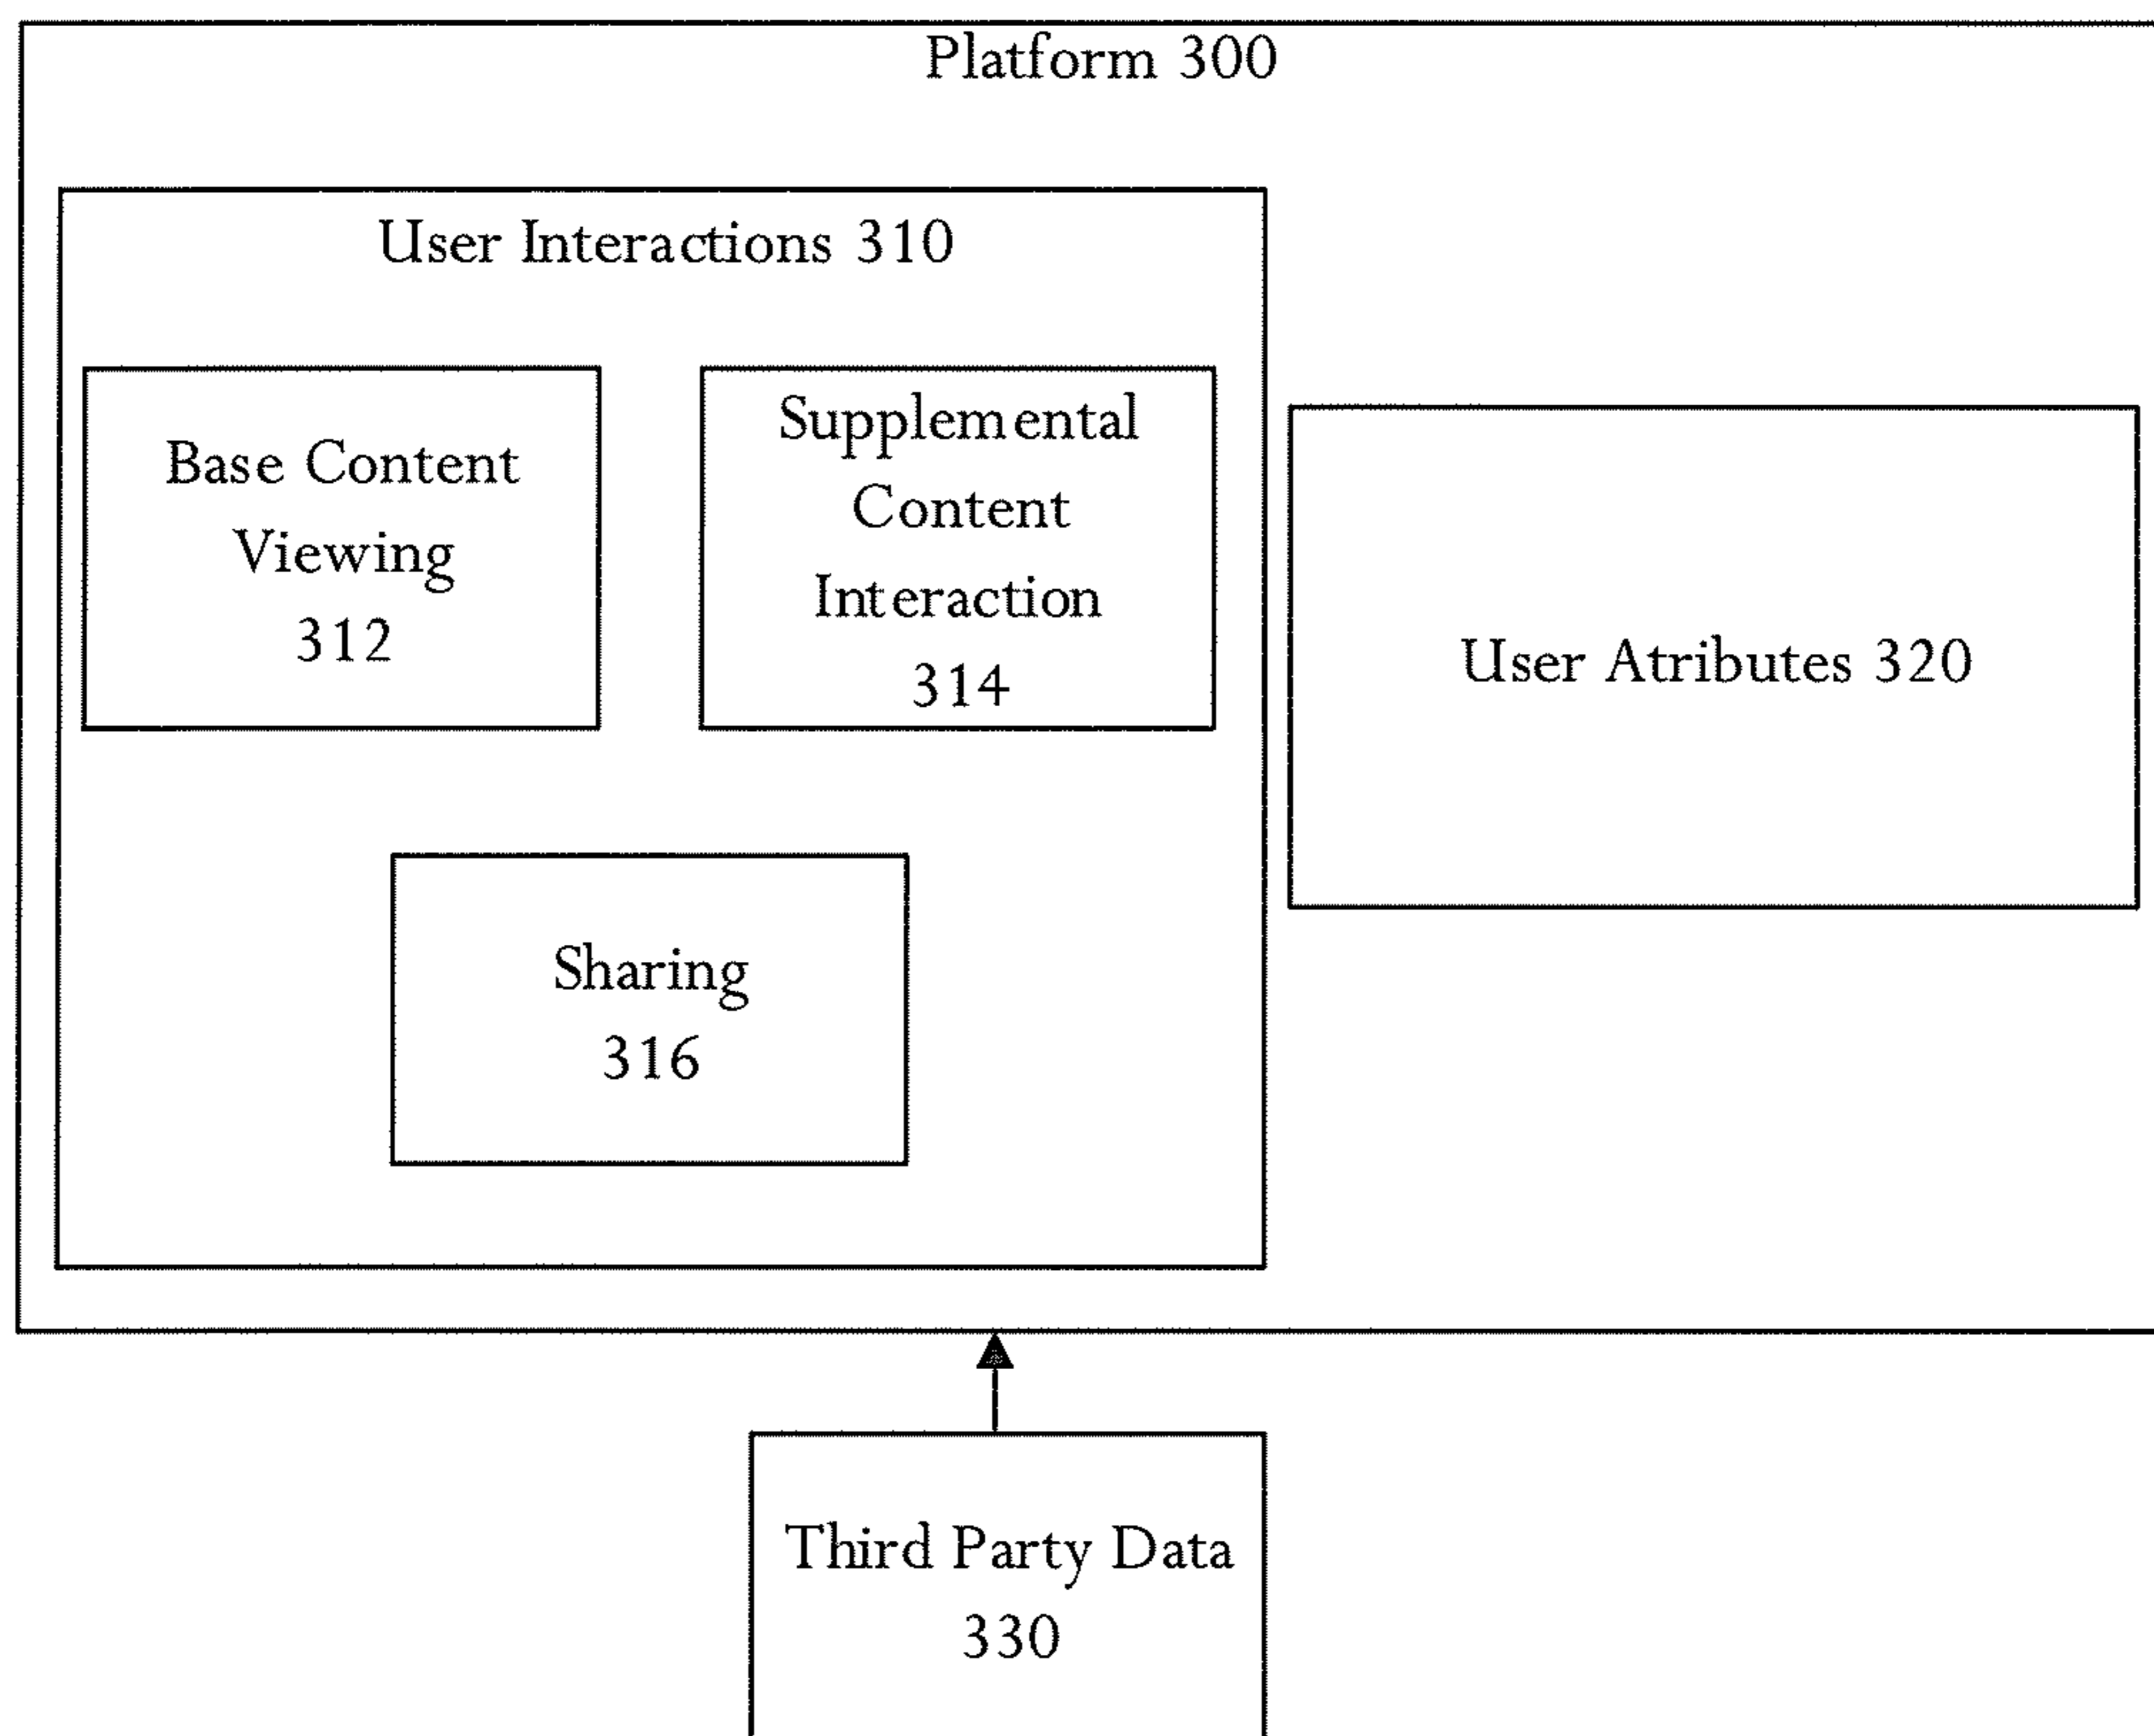 Platform 300
User Interactions 310
Base Content
Viewing
312
Supplemental
Content
Interaction
314
User Atributes 320
Sharing
316
Third Party Data
330